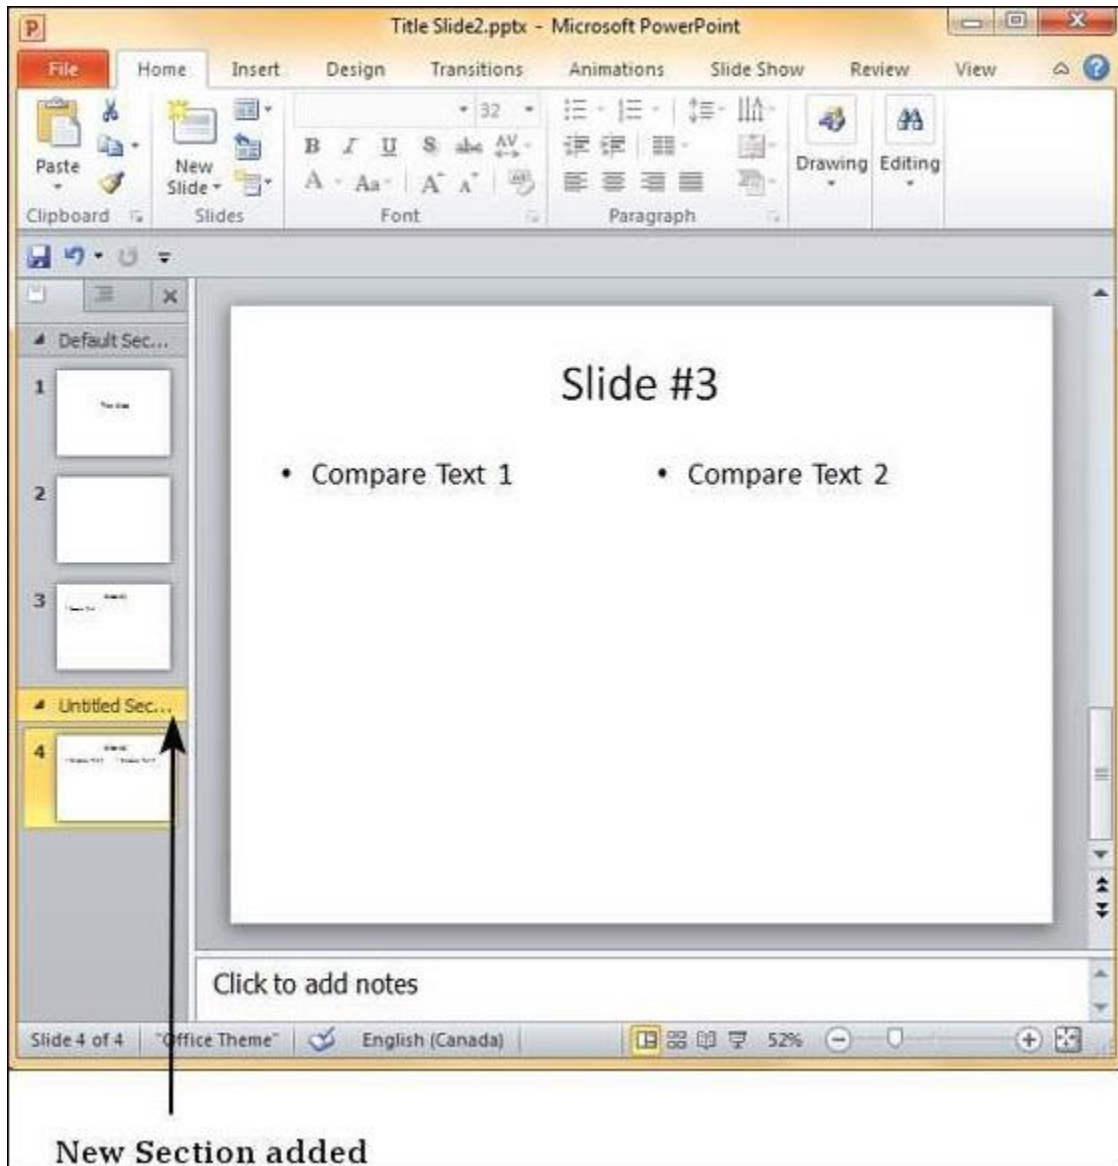 Title Slide2.pptx - Microsoft PowerPoint
File Home Insert Design Transitions Animations Slide Show Review View
Paste
New Slide
32
B I U S abc AV
A Aa A A
Drawing Editing
Clipboard Slides Font Paragraph
Default Sec...
1
2
3
Untitled Sec...
4
Slide #3
• Compare Text 1
• Compare Text 2
Click to add notes
Slide 4 of 4 "Office Theme" English (Canada) 52%
New Section added